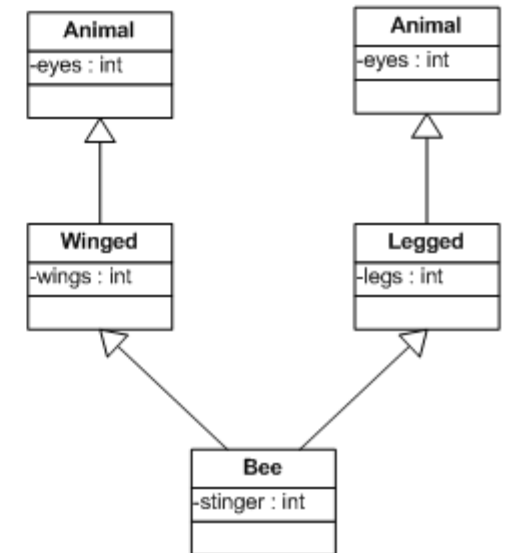 Animal
-eyes : int
Animal
-eyes : int
Winged
-wings : int
Legged
-legs : int
Bee
-stinger : int